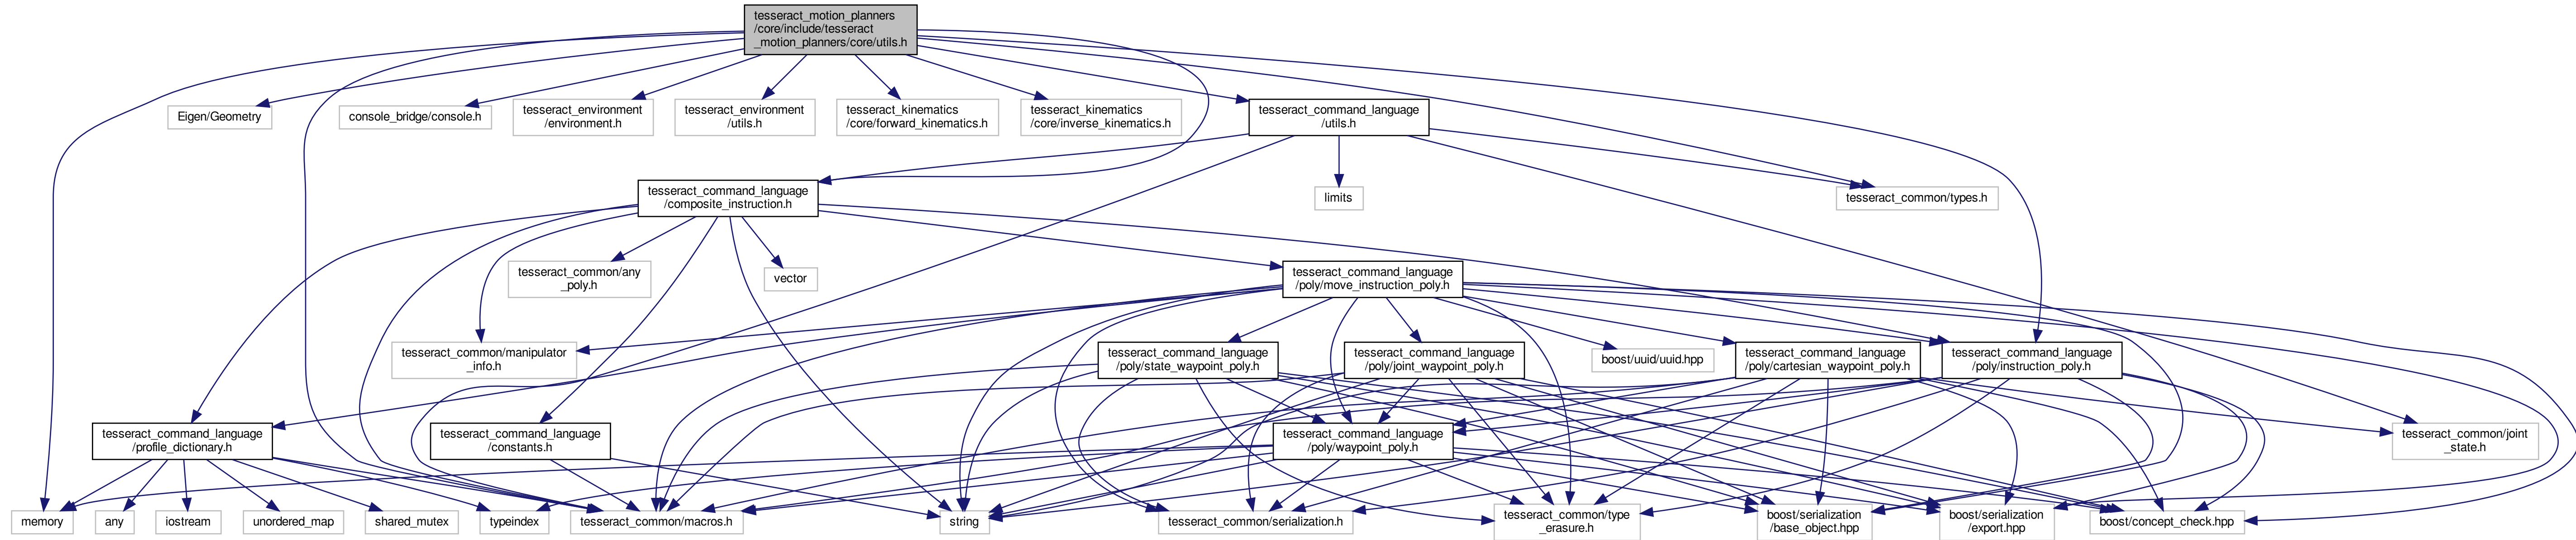 tesseract_motion_planners
/core/include/tesseract
_motion_planners/core/utils.h
Eigen/Geometry
console_bridge/console.h
tesseract_environment
/environment.h
tesseract_environment
/utils.h
tesseract_kinematics
/core/forward_kinematics.h
tesseract_kinematics
/core/inverse_kinematics.h
tesseract_command_language
/utils.h
tesseract_command_language
/composite_instruction.h
limits
tesseract_common/types.h
tesseract_common/any
_poly.h
vector
tesseract_command_language
/poly/move_instruction_poly.h
tesseract_common/manipulator
_info.h
tesseract_command_language
/poly/state_waypoint_poly.h
tesseract_command_language
/poly/joint_waypoint_poly.h
boost/uuid/uuid.hpp
tesseract_command_language
/poly/cartesian_waypoint_poly.h
tesseract_command_language
/poly/instruction_poly.h
tesseract_command_language
/profile_dictionary.h
tesseract_command_language
/constants.h
tesseract_command_language
/poly/waypoint_poly.h
tesseract_common/joint
_state.h
memory
any
iostream
unordered_map
shared_mutex
typeindex
tesseract_common/macros.h
string
tesseract_common/serialization.h
tesseract_common/type
_erasure.h
boost/serialization
/base_object.hpp
boost/serialization
/export.hpp
boost/concept_check.hpp